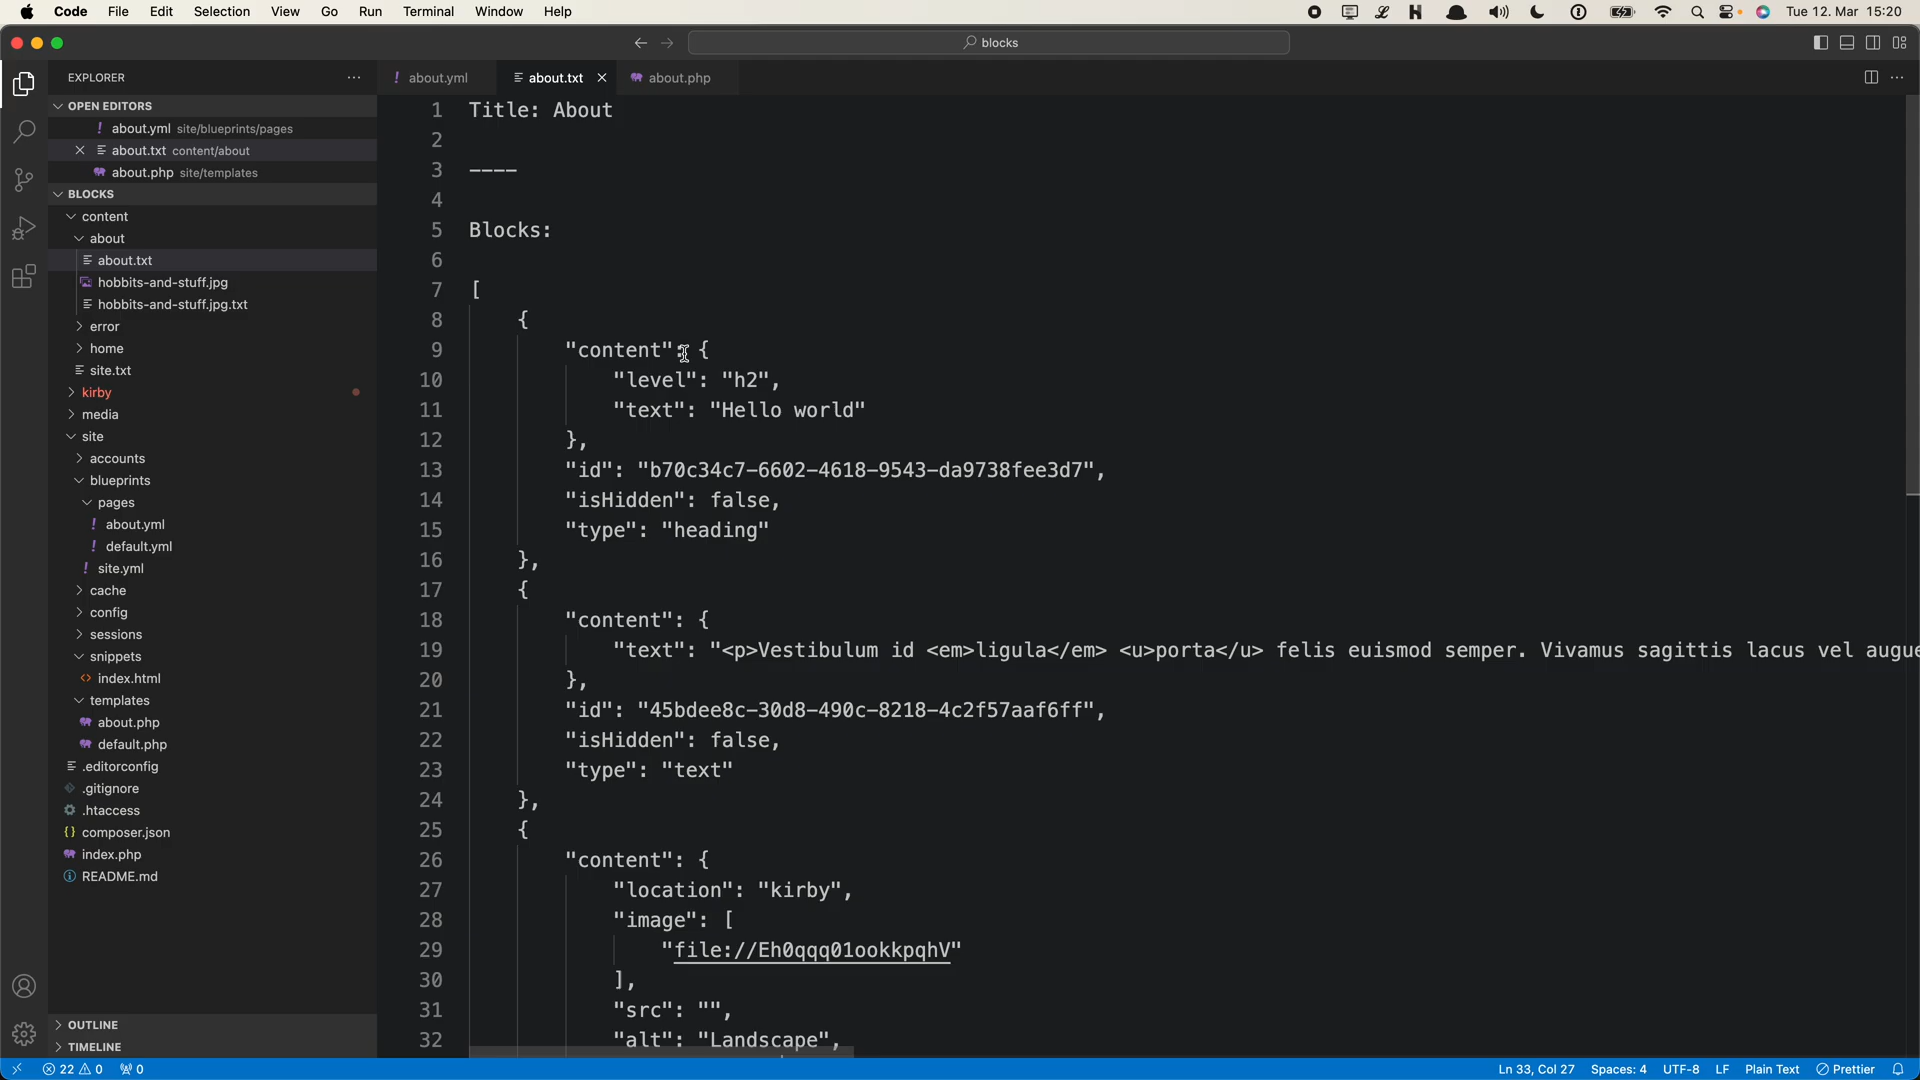 Code File Edit Selection View Go Run Terminal Window Help Tue 12. Mar 15:20
blocks
EXPLORER
OPEN EDITORS
about.yml site/blueprints/pages
about.txt content/about
about.php site/templates
BLOCKS
content
about
about.txt
hobbits-and-stuff.jpg
hobbits-and-stuff.jpg.txt
error
home
site.txt
kirby
media
site
accounts
blueprints
pages
about.yml
default.yml
site.yml
cache
config
sessions
snippets
index.html
templates
about.php
default.php
.editorconfig
.gitignore
.htaccess
composer.json
index.php
README.md
OUTLINE
TIMELINE
about.yml about.txt about.php
1 Title: About
2
3 ----
4
5 Blocks:
6
7 [
8 {
9 "content": {
10 "level": "h2",
11 "text": "Hello world"
12 },
13 "id": "b70c34c7-6602-4618-9543-da9738fee3d7",
14 "isHidden": false,
15 "type": "heading"
16 },
17 {
18 "content": {
19 "text": "<p>Vestibulum id <em>ligula</em> <u>porta</u> felis euismod semper. Vivamus sagittis lacus vel augue
20 },
21 "id": "45bdee8c-30d8-490c-8218-4c2f57aaf6ff",
22 "isHidden": false,
23 "type": "text"
24 },
25 {
26 "content": {
27 "location": "kirby",
28 "image": [
29 "file://Eh0qqq01ookkpqhV"
30 ],
31 "src": "",
32 "alt": "Landscape",
22 0 0 Ln 33, Col 27 Spaces: 4 UTF-8 LF Plain Text Prettier